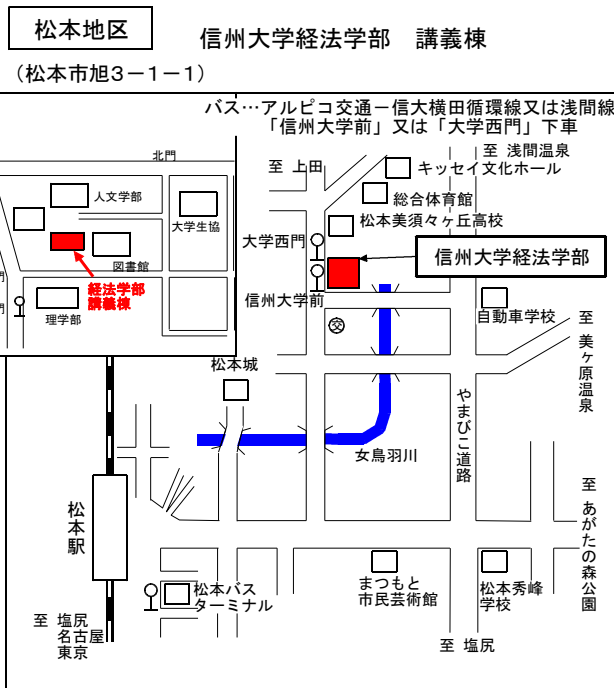 松本地区
信州大学経法学部 講義棟
（松本市旭３－１－１）
バス…アルピコ交通－信大横田循環線又は浅間線
「信州大学前」又は「大学西門」下車
北門
人文学部
大学生協
図書館
経法学部
講義棟
理学部
門
門
至 上田
至 浅間温泉
キッセイ文化ホール
総合体育館
松本美須々ヶ丘高校
大学西門
信州大学経法学部
信州大学前
自動車学校
交
至 美ヶ原温泉
松本城
やまびこ道路
女鳥羽川
松本駅
至 あがたの森公園
松本バス
ターミナル
まつもと
市民芸術館
松本秀峰
学校
至 塩尻
名古屋
東京
至 塩尻